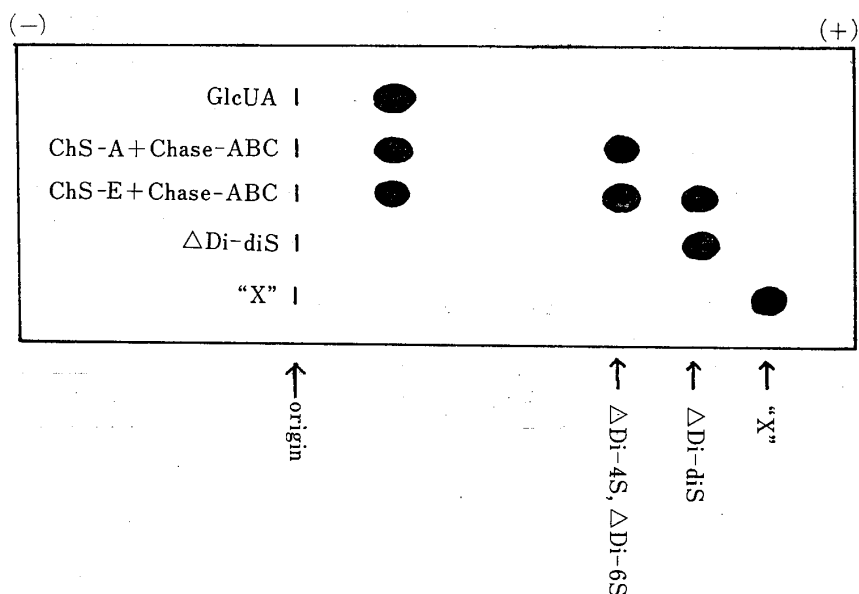 (−) (+)
GlcUA
ChS-A+Chase-ABC
ChS-E+Chase-ABC
△Di-diS
“X”
origin
△Di-4S, △Di-6S
△Di-diS
“X”